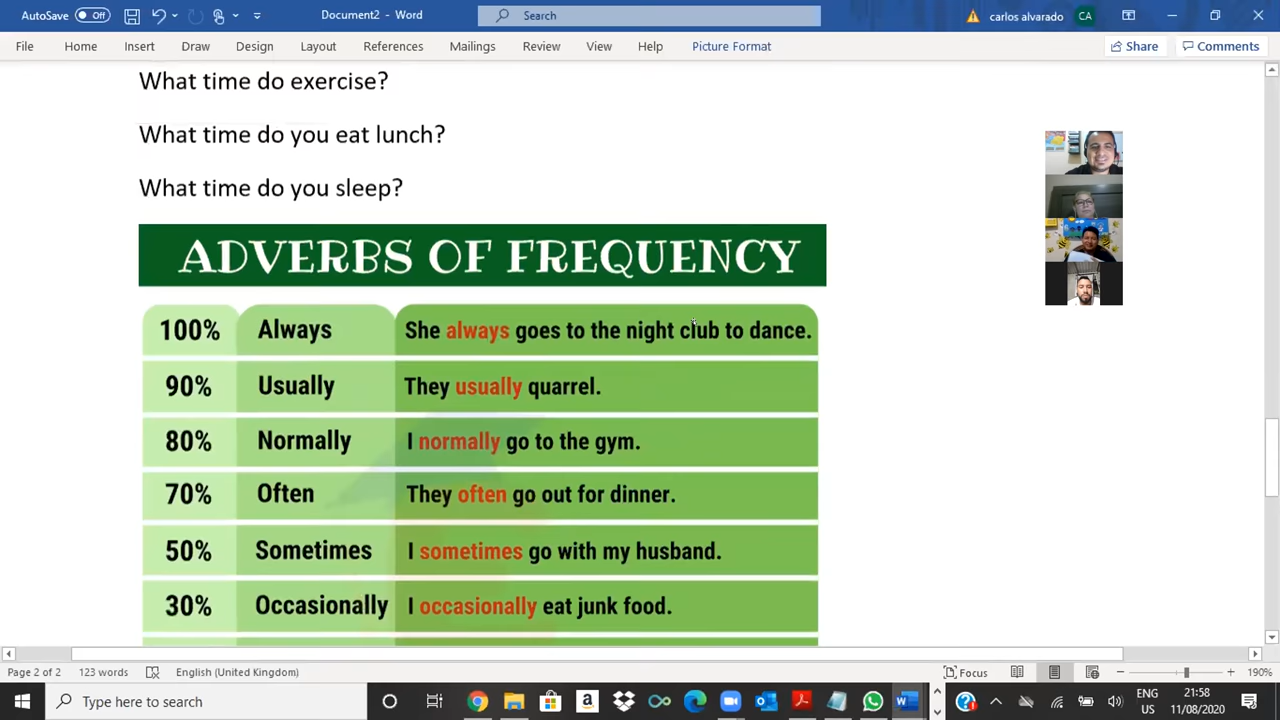 AutoSave Off Document2 - Word Search carlos alvarado CA
File Home Insert Draw Design Layout References Mailings Review View Help Picture Format Share Comments
What time do exercise?
What time do you eat lunch?
What time do you sleep?
ADVERBS OF FREQUENCY
100% Always She always goes to the night club to dance.
90% Usually They usually quarrel.
80% Normally I normally go to the gym.
70% Often They often go out for dinner.
50% Sometimes I sometimes go with my husband.
30% Occasionally I occasionally eat junk food.
Page 2 of 2 123 words English (United Kingdom) Focus 190%
Type here to search ENG 21:58
US 11/08/2020